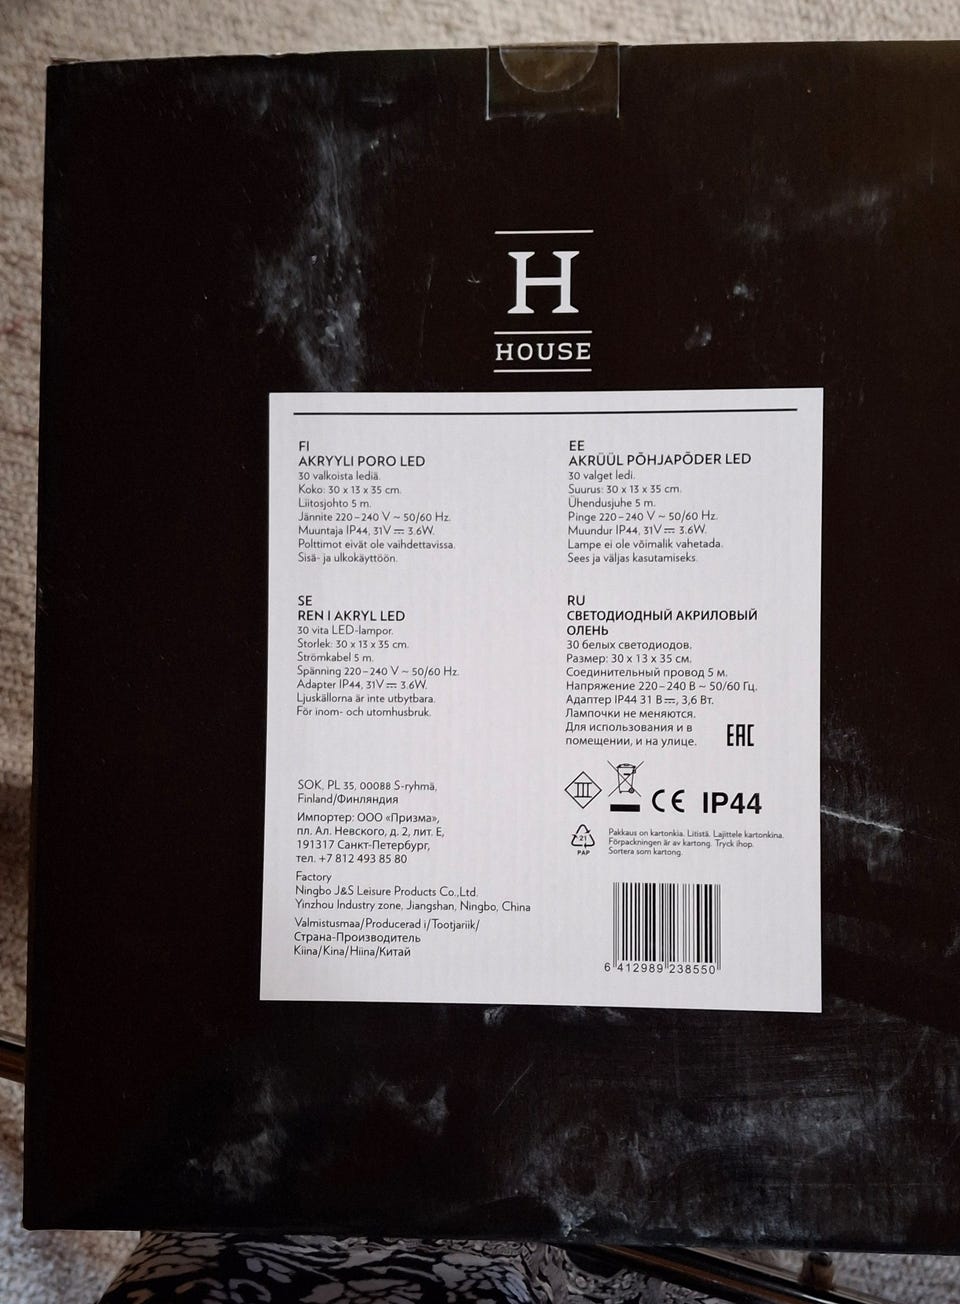 H
HOUSE
FI
AKRYYLI PORO LED
30 valkoista lediä.
Koko: 30 x 13 x 35 cm.
Liitosjohto 5 m.
Jännite 220–240 V ~ 50/60 Hz.
Muuntaja IP44, 31V⎓ 3.6W.
Polttimot eivät ole vaihdettavissa.
Sisä- ja ulkokäyttöön.
EE
AKRÜÜL PÕHJAPÕDER LED
30 valget ledi.
Suurus: 30 x 13 x 35 cm.
Ühendusjuhe 5 m.
Pinge 220–240 V ~ 50/60 Hz.
Muundur IP44, 31V⎓ 3.6W.
Lampe ei ole võimalik vahetada.
Sees ja väljas kasutamiseks.
SE
REN I AKRYL LED
30 vita LED-lampor.
Storlek: 30 x 13 x 35 cm.
Strömkabel 5 m.
Spänning 220–240 V ~ 50/60 Hz.
Adapter IP44, 31V⎓ 3.6W.
Ljuskällorna är inte utbytbara.
För inom- och utomhusbruk.
RU
СВЕТОДИОДНЫЙ АКРИЛОВЫЙ
ОЛЕНЬ
30 белых светодиодов.
Размер: 30 x 13 x 35 см.
Соединительный провод 5 м.
Напряжение 220–240 В ~ 50/60 Гц.
Адаптер IP44 31 В⎓, 3,6 Вт.
Лампочки не меняются.
Для использования и в
помещении, и на улице.
EAC
SOK, PL 35, 00088 S-ryhmä,
Finland/Финляндия
Импортер: ООО «Призма»,
пл. Ал. Невского, д. 2, лит. Е,
191317 Санкт-Петербург,
тел. +7 812 493 85 80
Factory
Ningbo J&S Leisure Products Co.,Ltd.
Yinzhou Industry zone, Jiangshan, Ningbo, China
Valmistusmaa/Producerad i/Tootjariik/
Страна-Производитель
Kiina/Kina/Hiina/Китай
III
CE IP44
21
PAP
Pakkaus on kartonkia. Litistä. Lajittele kartonkina.
Förpackningen är av kartong. Tryck ihop.
Sortera som kartong.
6 412989 238550